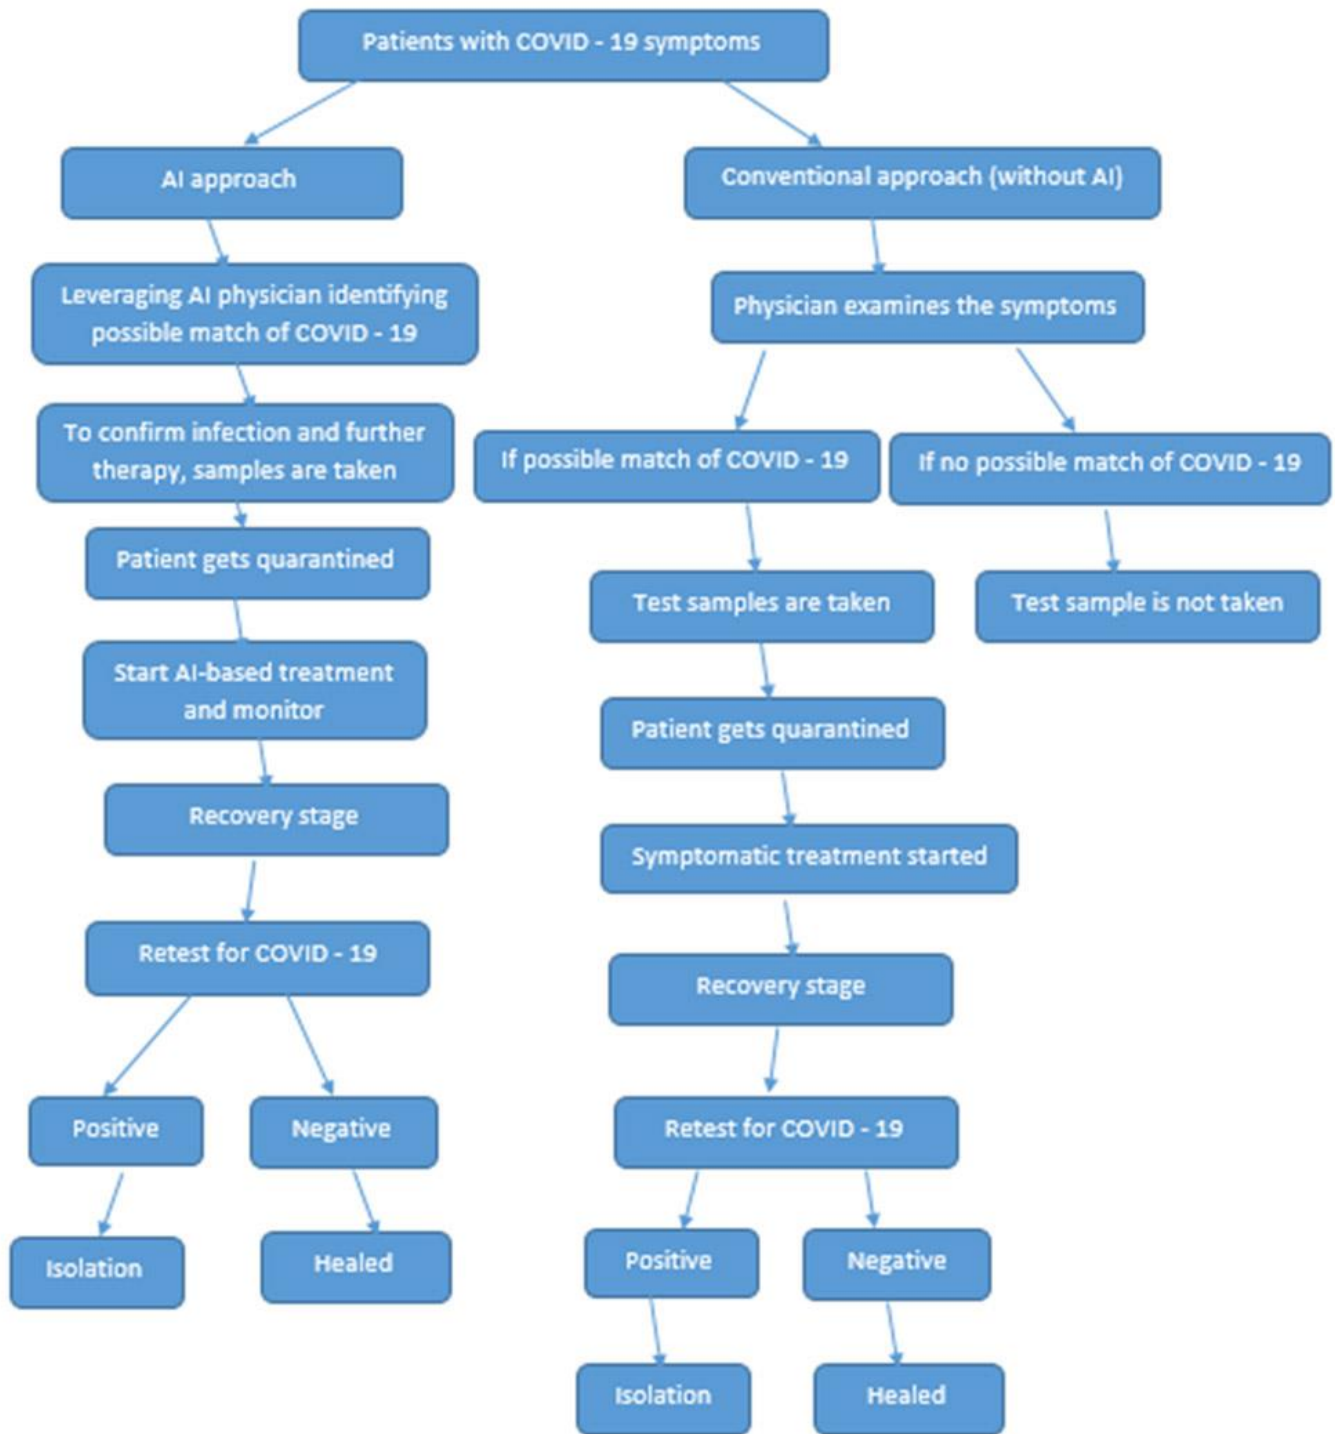 Patients with COVID - 19 symptoms
AI approach
Leveraging AI physician identifying
possible match of COVID - 19
To confirm infection and further
therapy, samples are taken
Patient gets quarantined
Start AI-based treatment
and monitor
Recovery stage
Retest for COVID - 19
Positive
Negative
Isolation
Healed
Conventional approach (without AI)
Physician examines the symptoms
If possible match of COVID - 19
If no possible match of COVID - 19
Test samples are taken
Test sample is not taken
Patient gets quarantined
Symptomatic treatment started
Recovery stage
Retest for COVID - 19
Positive
Negative
Isolation
Healed